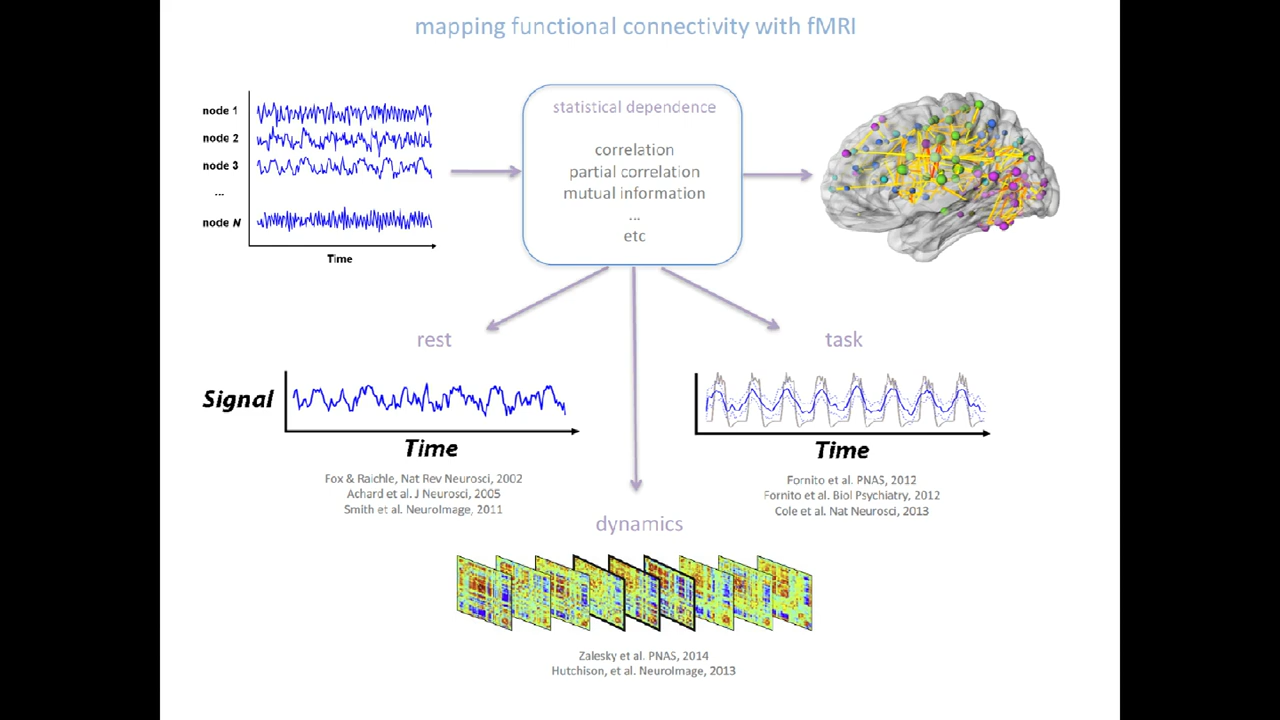 mapping functional connectivity with fMRI
node 1
node 2
node 3
...
node N
Time
statistical dependence
correlation
partial correlation
mutual information
...
etc
rest
Signal
Time
Fox & Raichle, Nat Rev Neurosci, 2002
Achard et al. J Neurosci, 2005
Smith et al. NeuroImage, 2011
task
Time
Fornito et al. PNAS, 2012
Fornito et al. Biol Psychiatry, 2012
Cole et al. Nat Neurosci, 2013
dynamics
Zalesky et al. PNAS, 2014
Hutchison, et al. NeuroImage, 2013